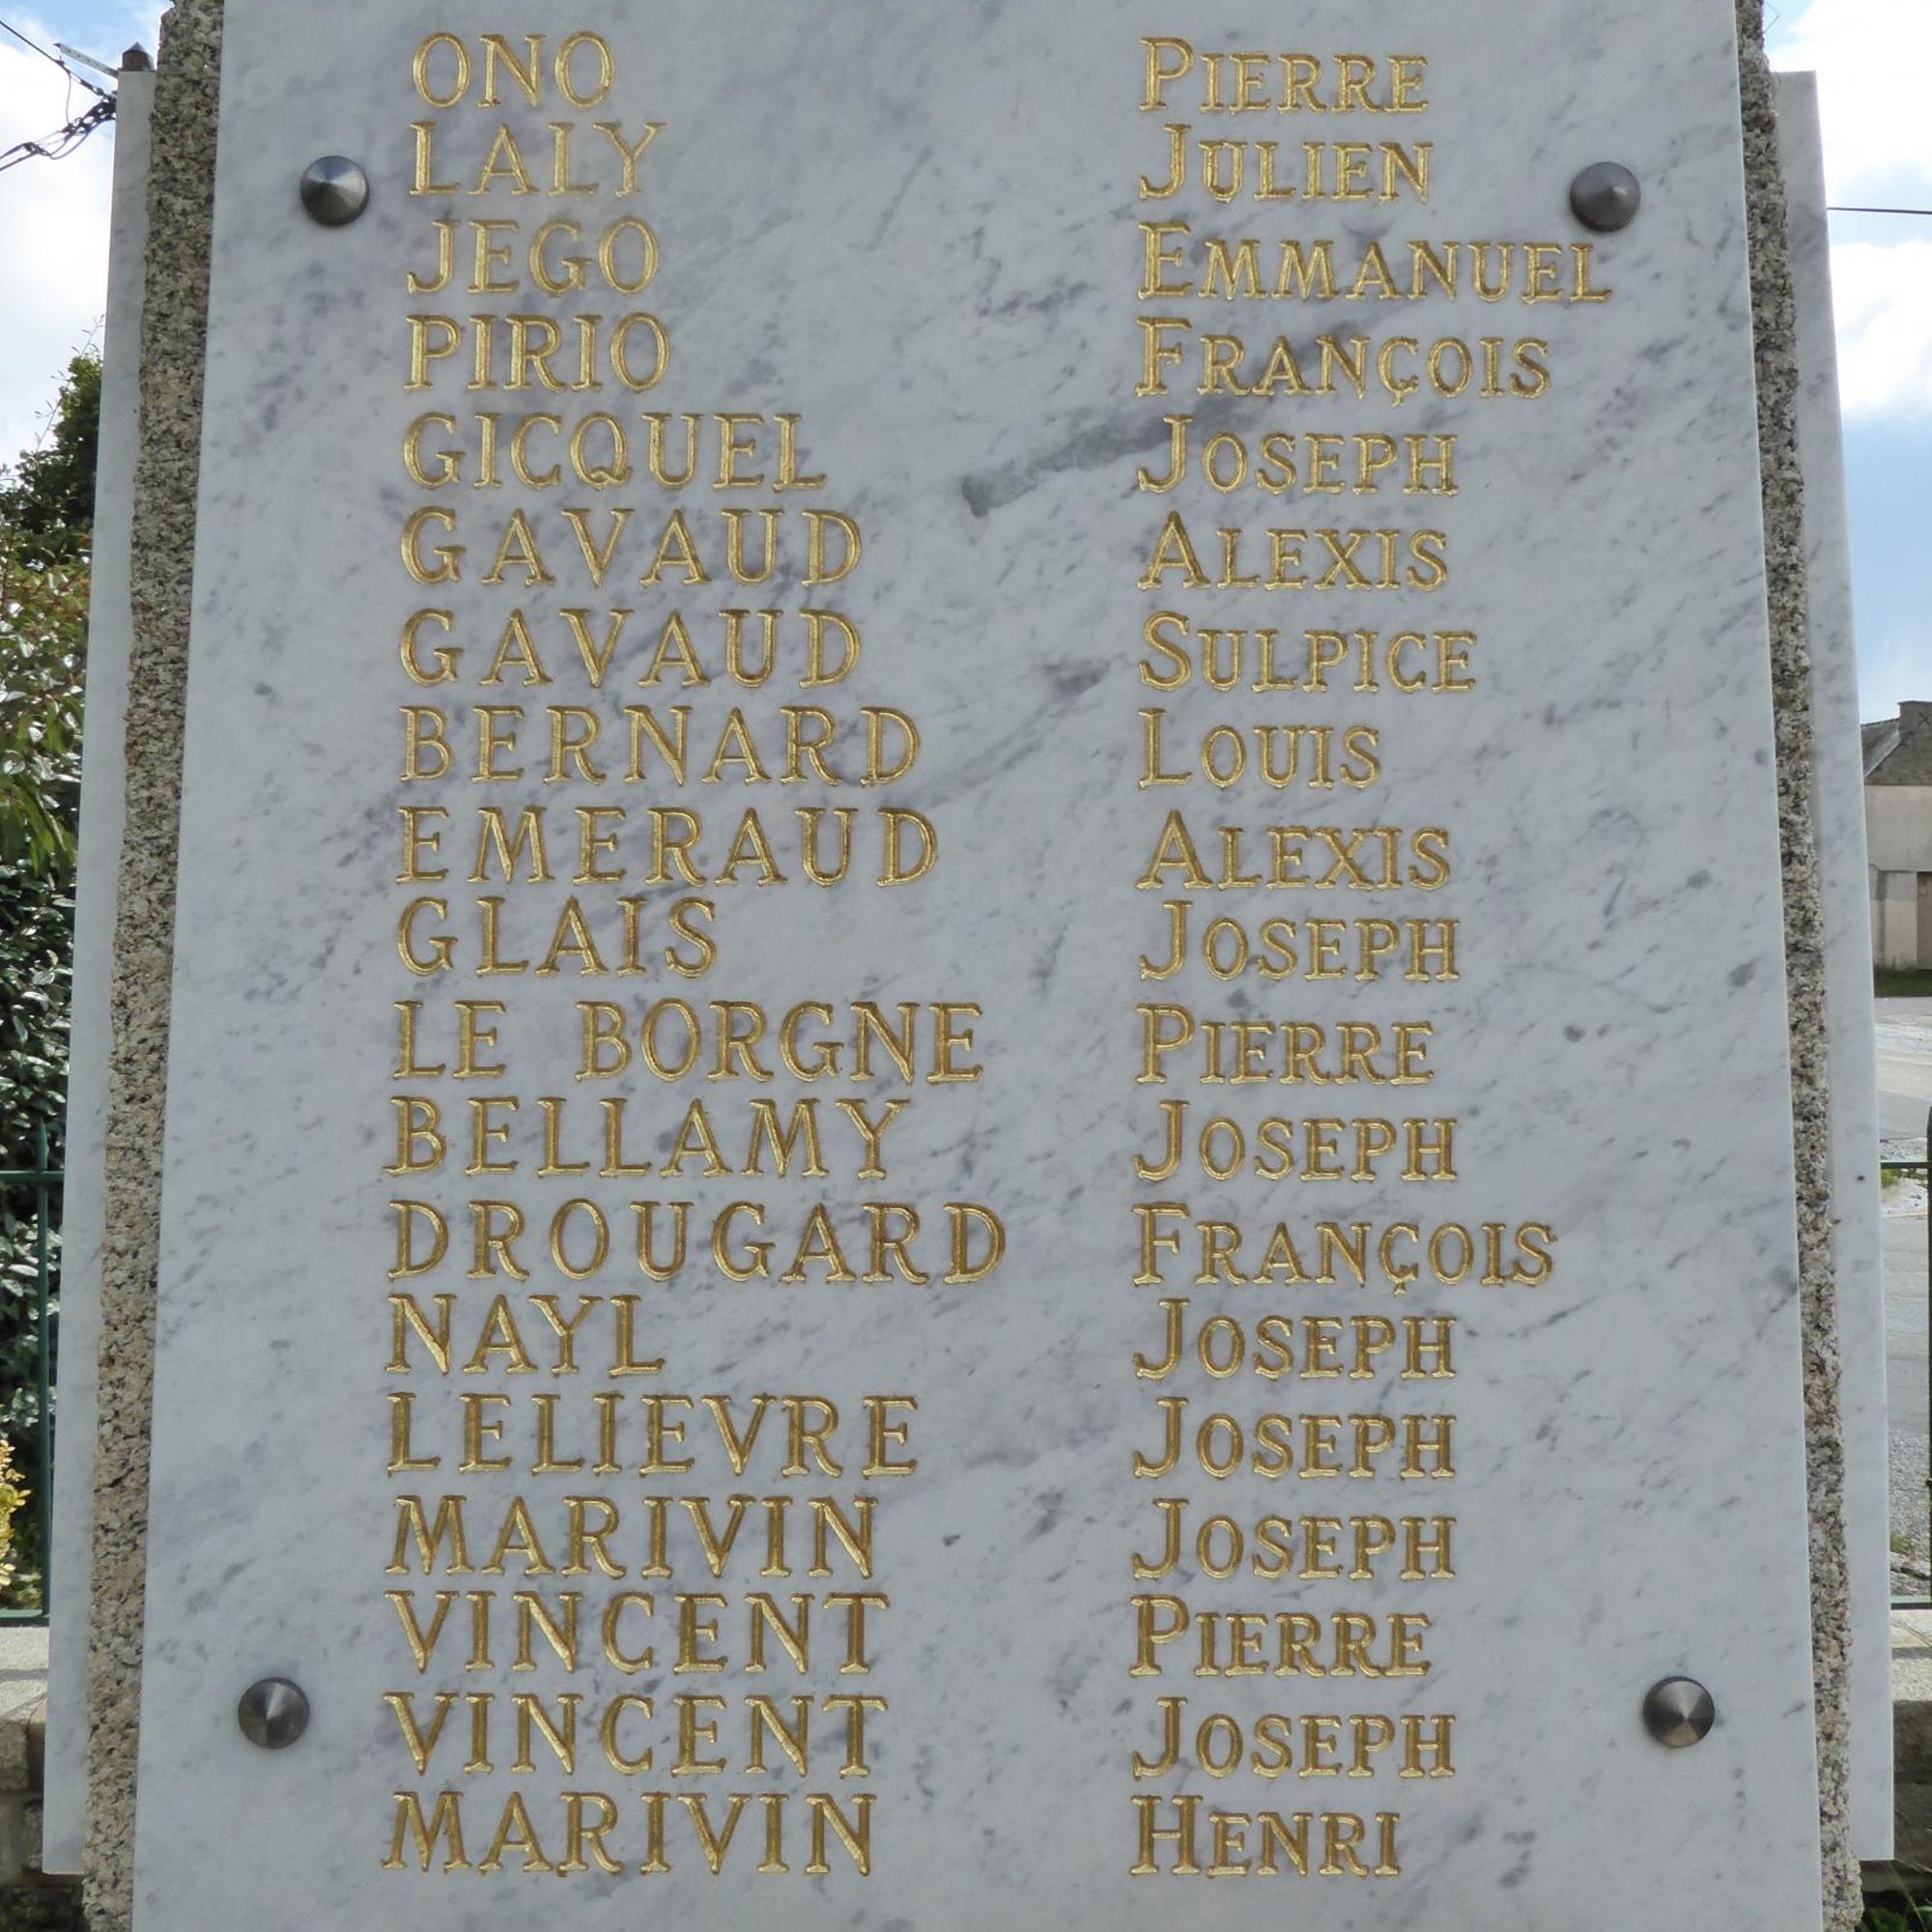 ONO PIERRE
LALY JULIEN
JEGO EMMANUEL
PIRIO FRANÇOIS
GICQUEL JOSEPH
GAVAUD ALEXIS
GAVAUD SULPICE
BERNARD LOUIS
EMERAUD ALEXIS
GLAIS JOSEPH
LE BORGNE PIERRE
BELLAMY JOSEPH
DROUGARD FRANÇOIS
NAYL JOSEPH
LELIEVRE JOSEPH
MARIVIN JOSEPH
VINCENT PIERRE
VINCENT JOSEPH
MARIVIN HENRI